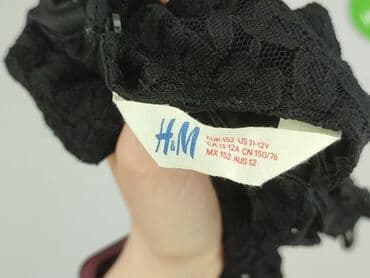 H&M
EUR 152 US 11-12Y
CA 11-12A CN 150/76
MX 152 AUS 12